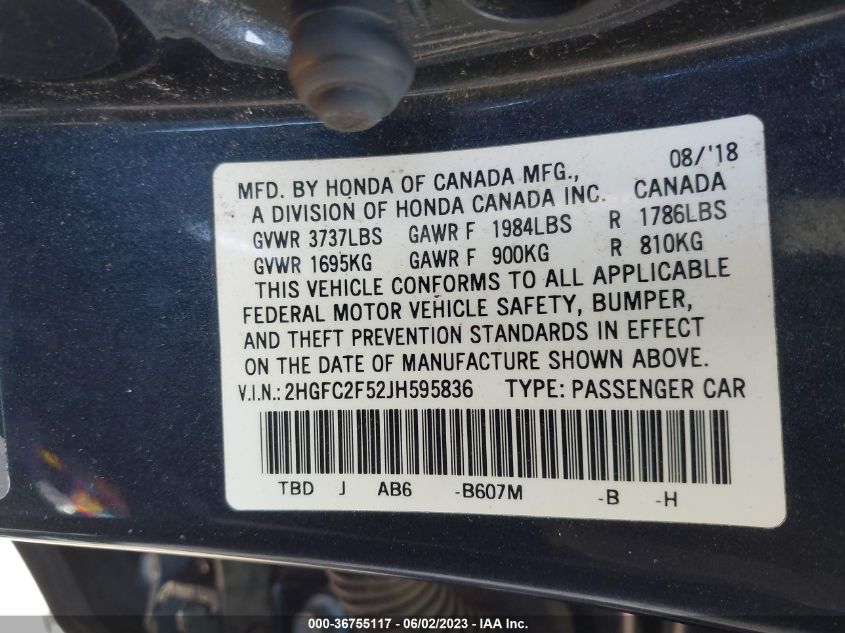 08/'18
MFD. BY HONDA OF CANADA MFG.,
A DIVISION OF HONDA CANADA INC. CANADA
GVWR 3737LBS GAWR F 1984LBS R 1786LBS
GVWR 1695KG GAWR F 900KG R 810KG
THIS VEHICLE CONFORMS TO ALL APPLICABLE
FEDERAL MOTOR VEHICLE SAFETY, BUMPER,
AND THEFT PREVENTION STANDARDS IN EFFECT
ON THE DATE OF MANUFACTURE SHOWN ABOVE.
V.I.N.: 2HGFC2F52JH595836 TYPE: PASSENGER CAR
TBD J AB6 -B607M -B -H
000-36755117 - 06/02/2023 - IAA Inc.